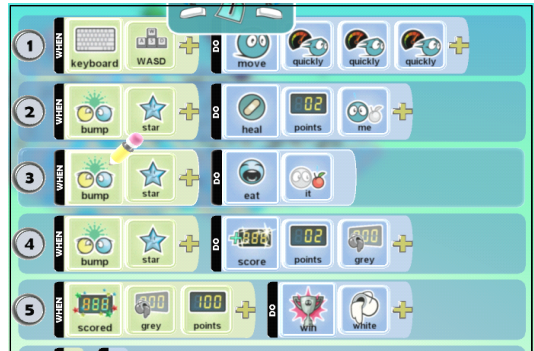 1 WHEN keyboard WASD DO move quickly quickly quickly
2 WHEN bump star DO heal 02 points me
3 WHEN bump star DO eat it
4 WHEN bump star DO score 02 points grey
5 WHEN scored grey 100 points DO win white